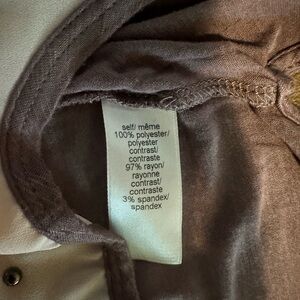 self/ même
100% polyester/
polyester
contrast/
contraste
97% rayon/
rayonne
contrast/
contraste
3% spandex/
spandex